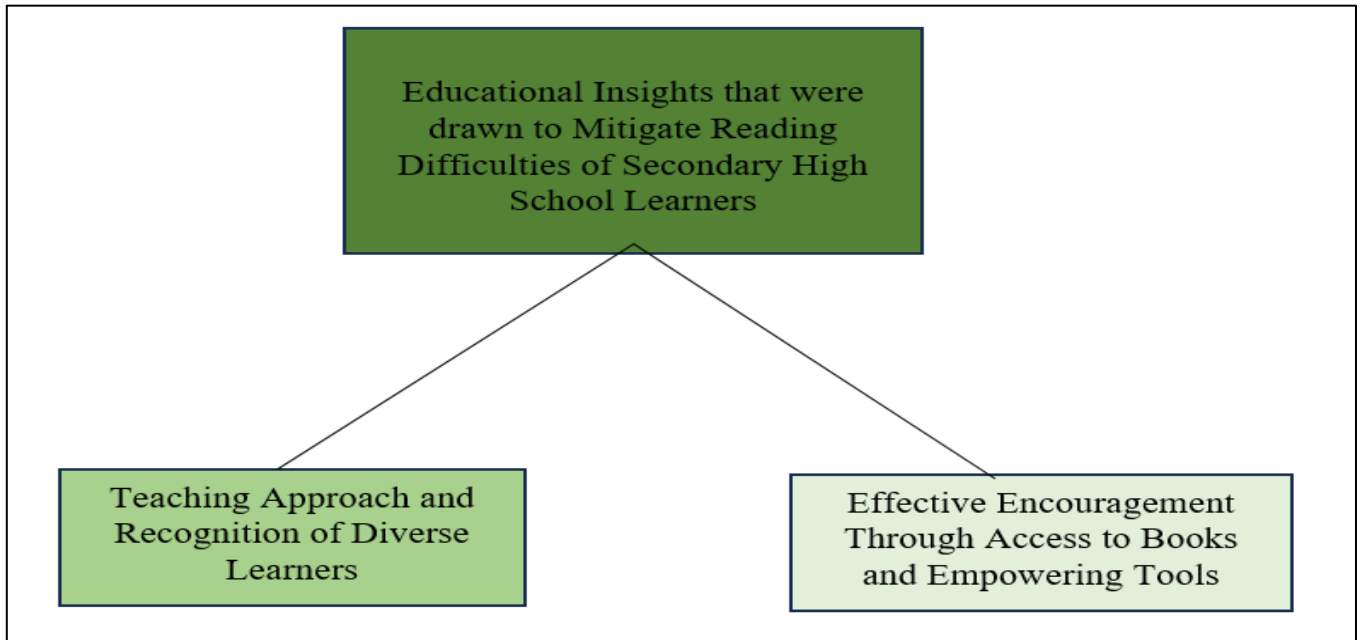 Educational Insights that were
drawn to Mitigate Reading
Difficulties of Secondary High
School Learners
Teaching Approach and
Recognition of Diverse
Learners
Effective Encouragement
Through Access to Books
and Empowering Tools